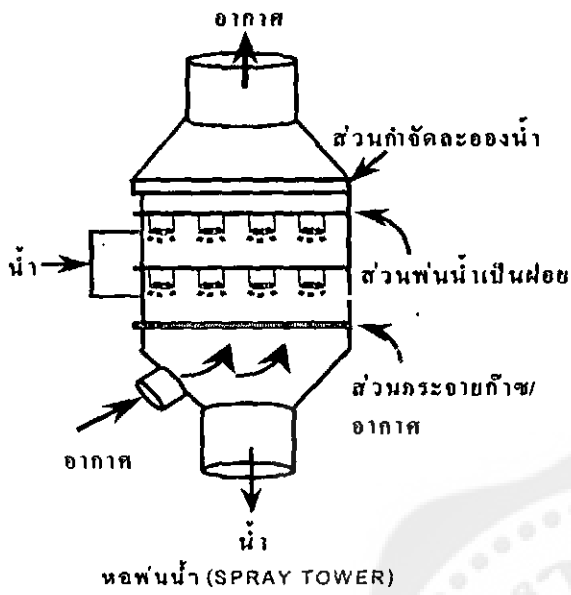 อากาศ
ส่วนกำจัดละอองน้ำ
น้ำ
ส่วนพ่นน้ำเป็นฝอย
ส่วนกระจายก๊าซ/
อากาศ
อากาศ
น้ำ
หอพ่นน้ำ (SPRAY TOWER)